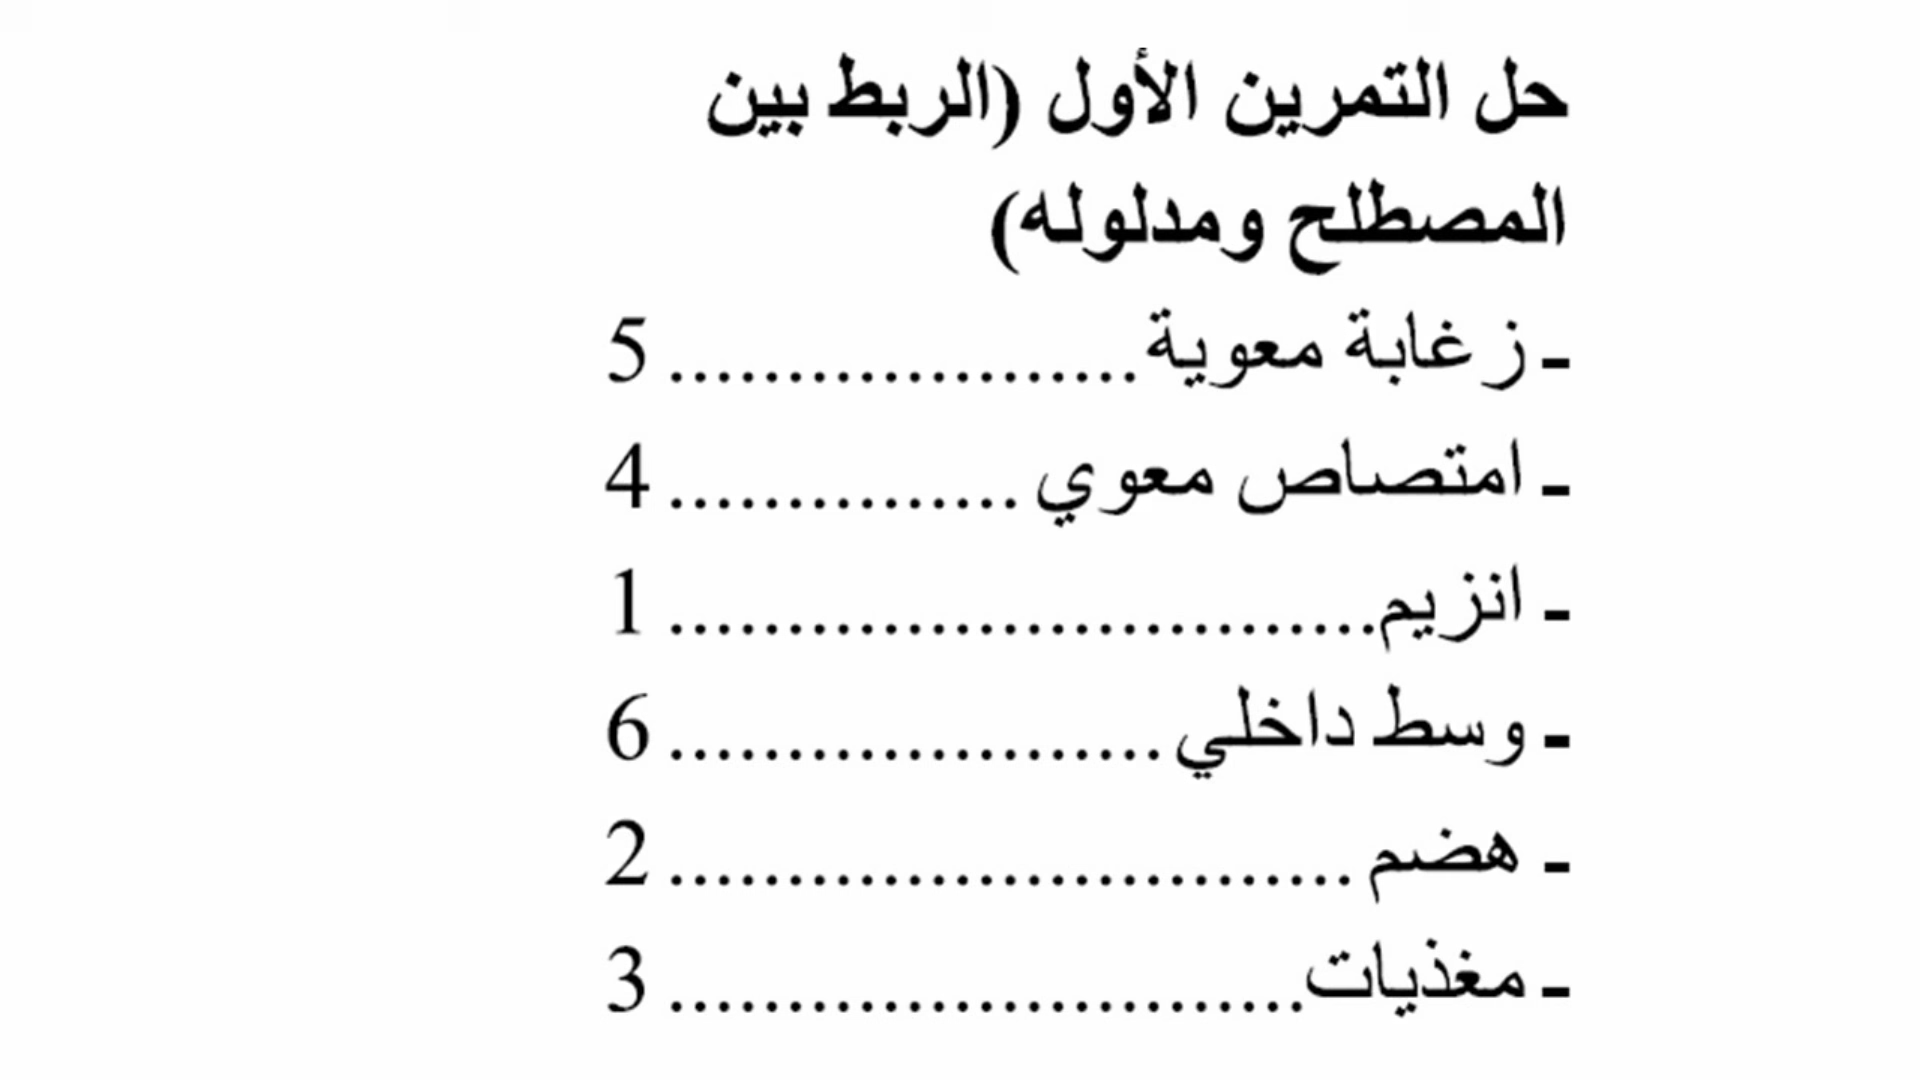 حل التمرين الأول (الربط بين
المصطلح ومدلوله)
- زغابة معوية.................... 5
- امتصاص معوي ............... 4
- انزيم.............................. 1
- وسط داخلي ..................... 6
- هضم ............................. 2
- مغذيات........................... 3